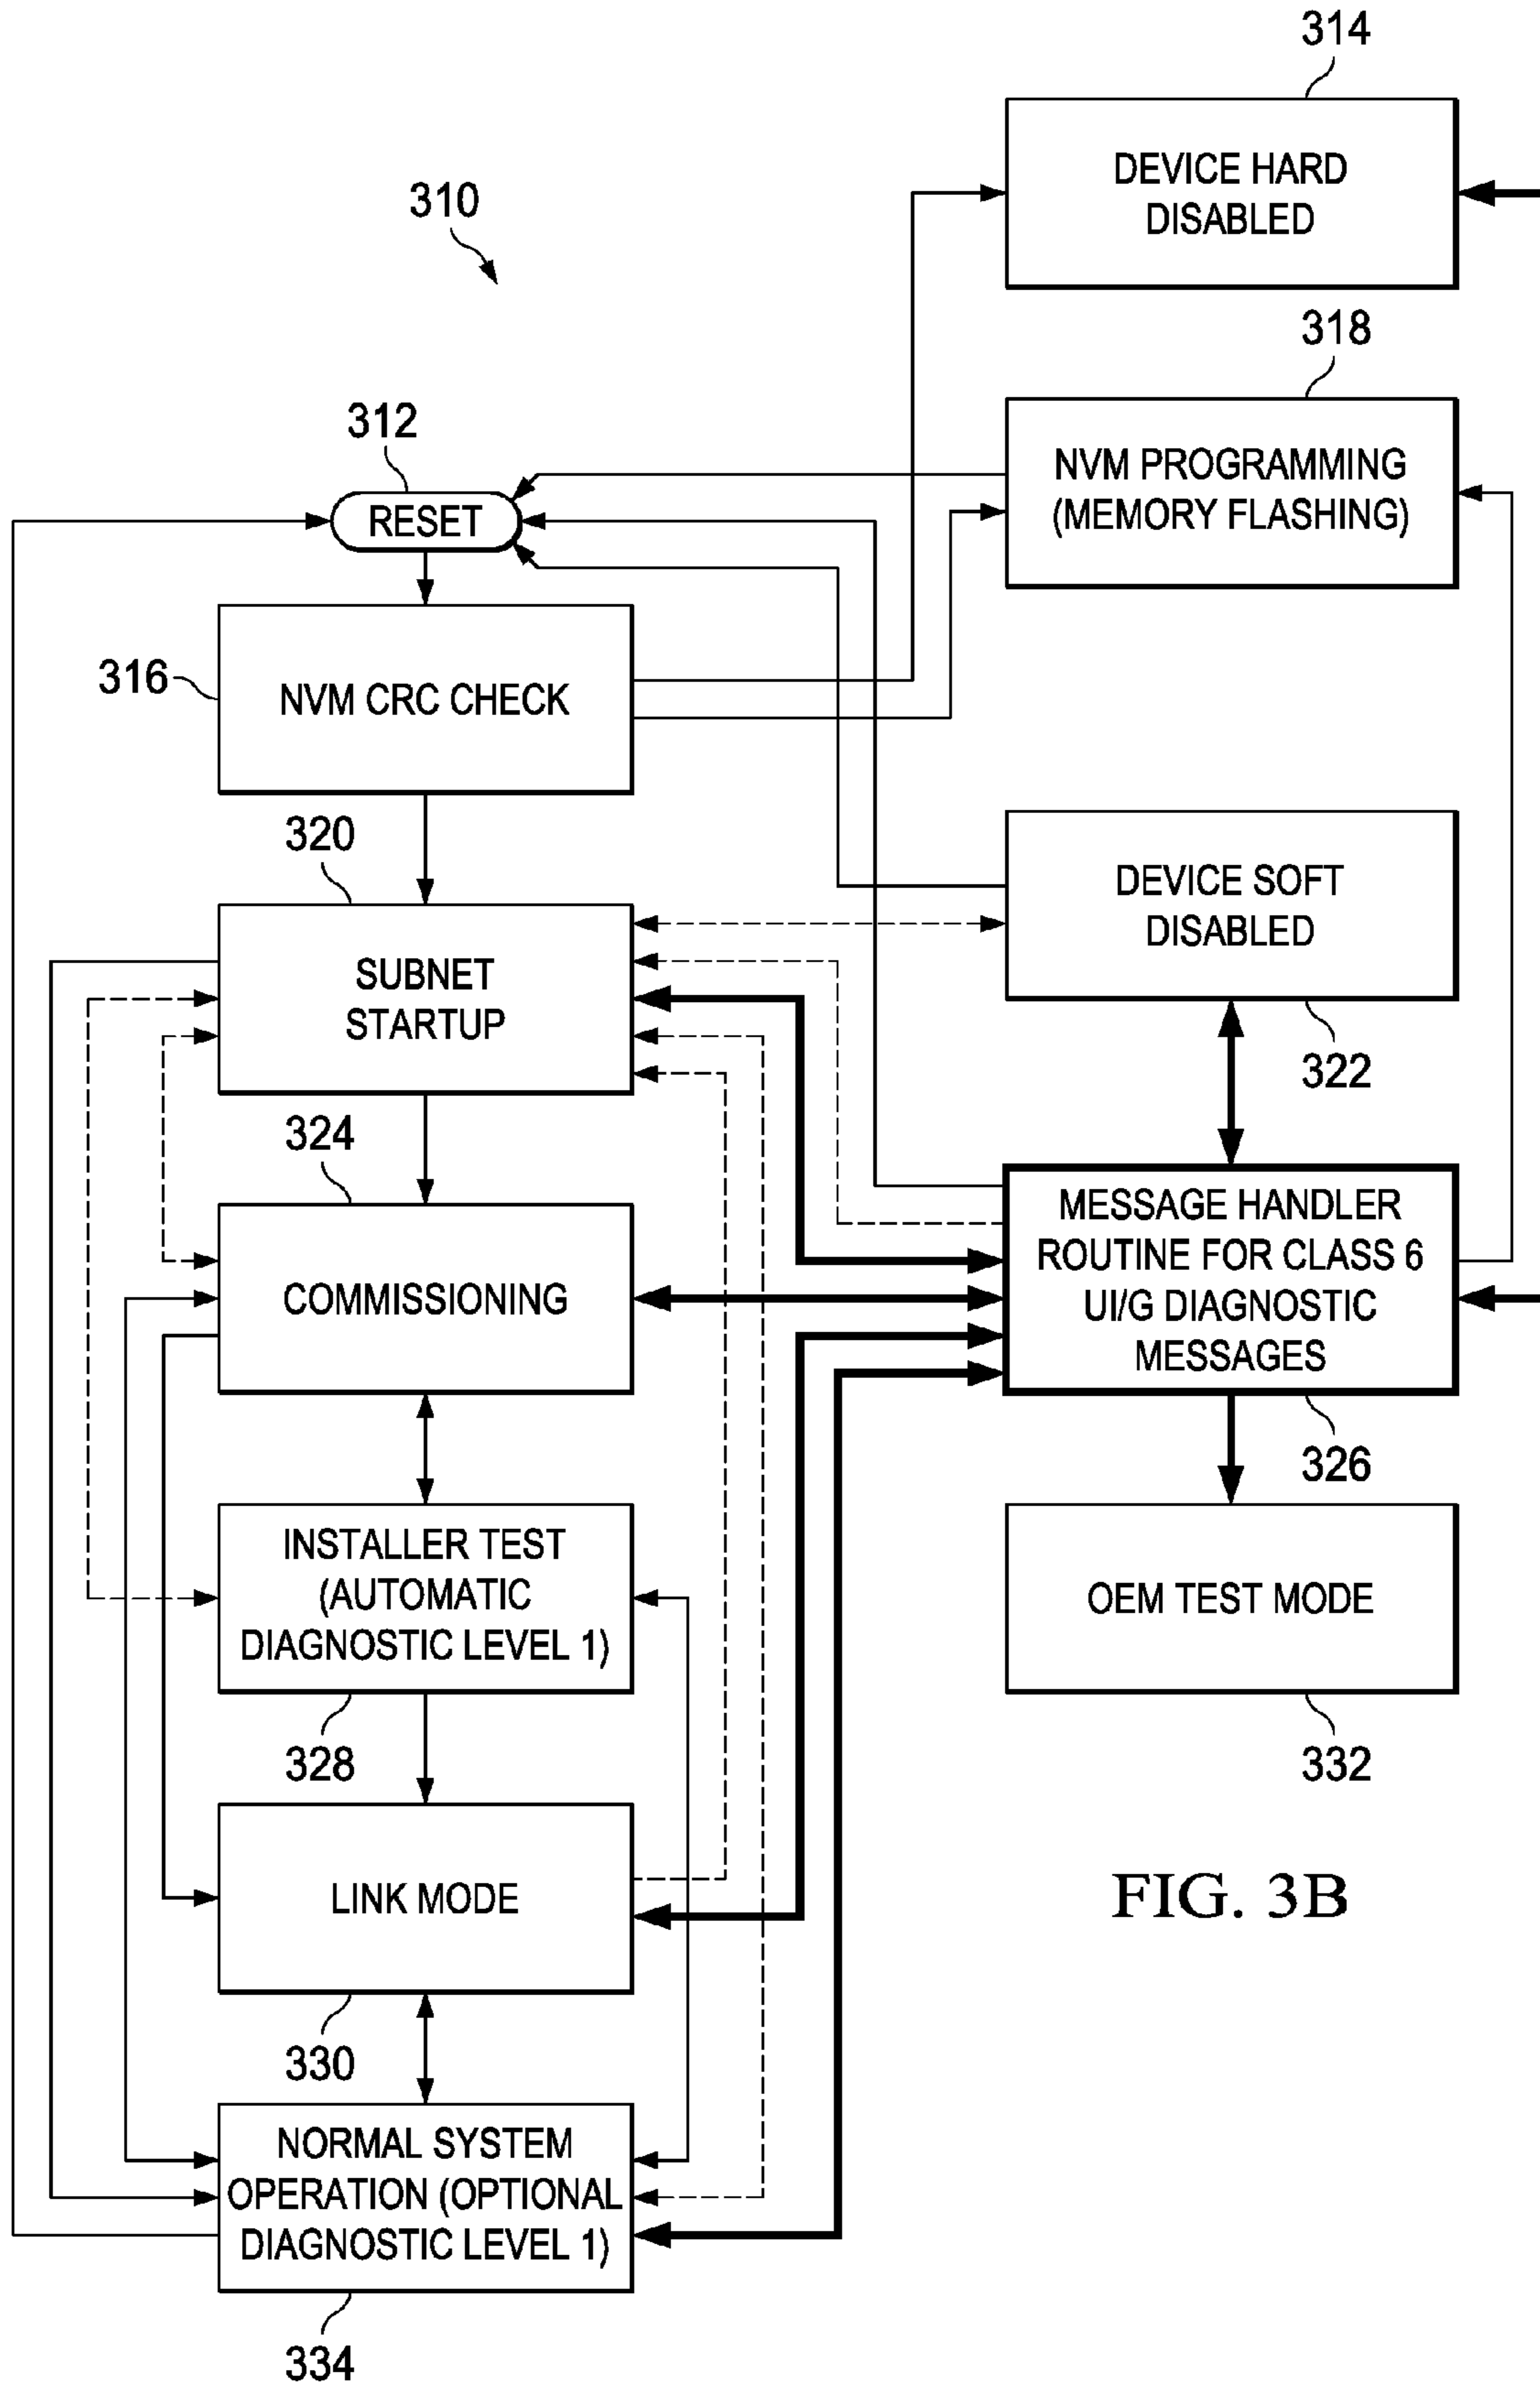 314
DEVICE HARD
DISABLED
310
318
NVM PROGRAMMING
(MEMORY FLASHING)
312
RESET
316
NVM CRC CHECK
320
SUBNET
STARTUP
DEVICE SOFT
DISABLED
322
324
COMMISSIONING
MESSAGE HANDLER
ROUTINE FOR CLASS 6
UI/G DIAGNOSTIC
MESSAGES
326
INSTALLER TEST
(AUTOMATIC
DIAGNOSTIC LEVEL 1)
328
OEM TEST MODE
332
LINK MODE
330
FIG. 3B
NORMAL SYSTEM
OPERATION (OPTIONAL
DIAGNOSTIC LEVEL 1)
334